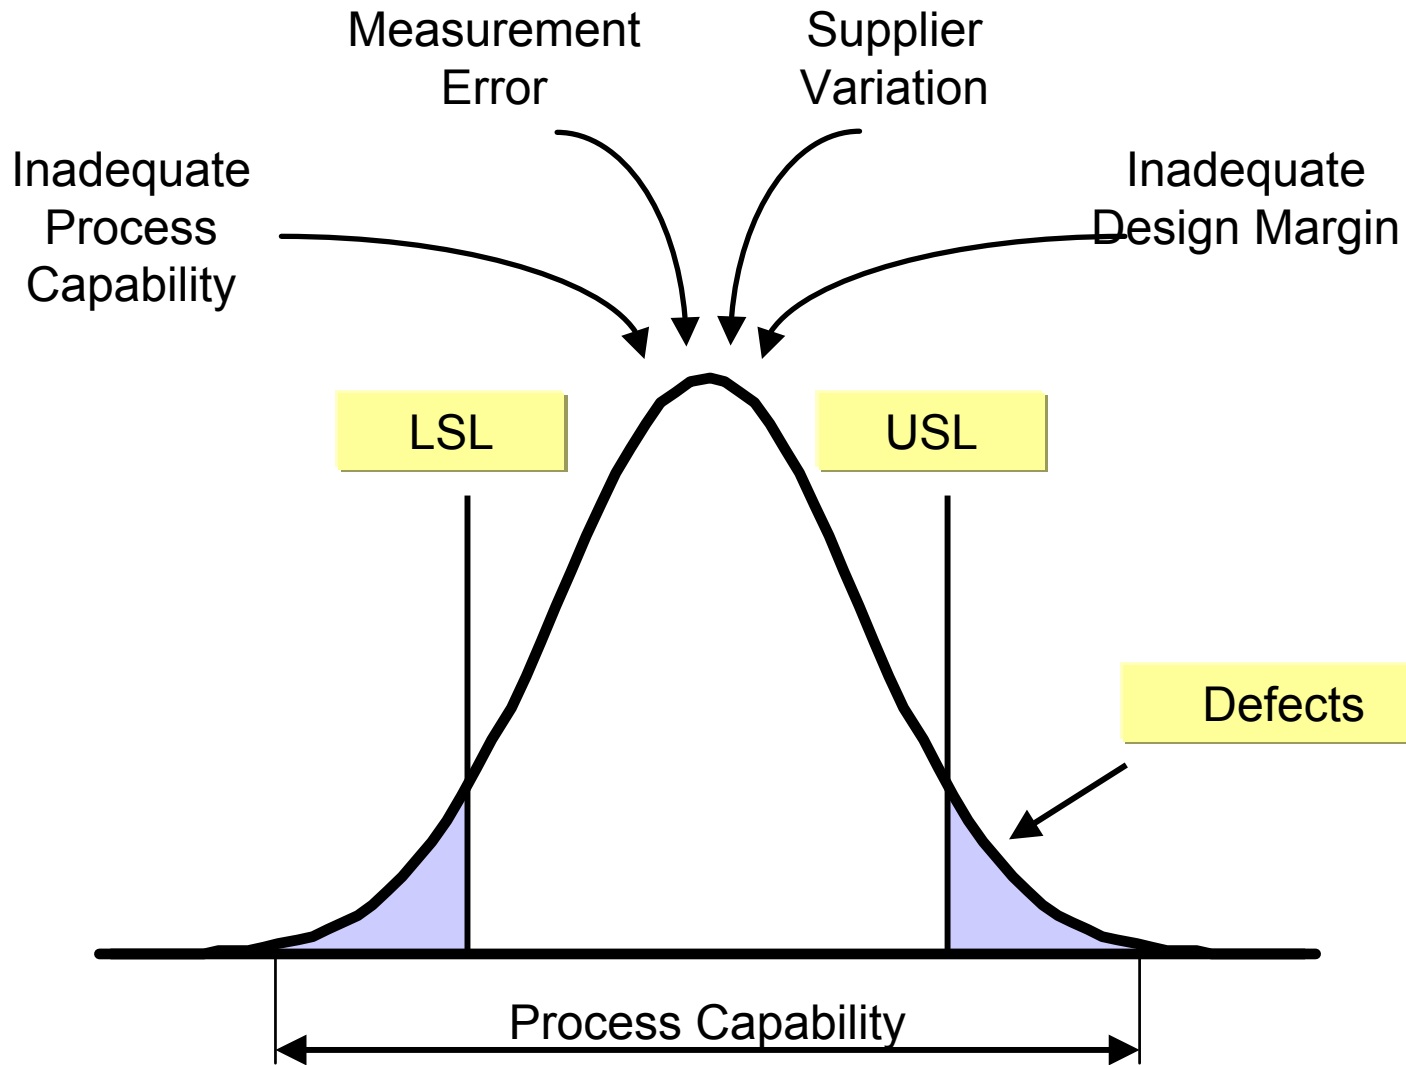 Measurement
Error
Supplier
Variation
Inadequate
Process
Capability
Inadequate
Design Margin
LSL
USL
Defects
Process Capability